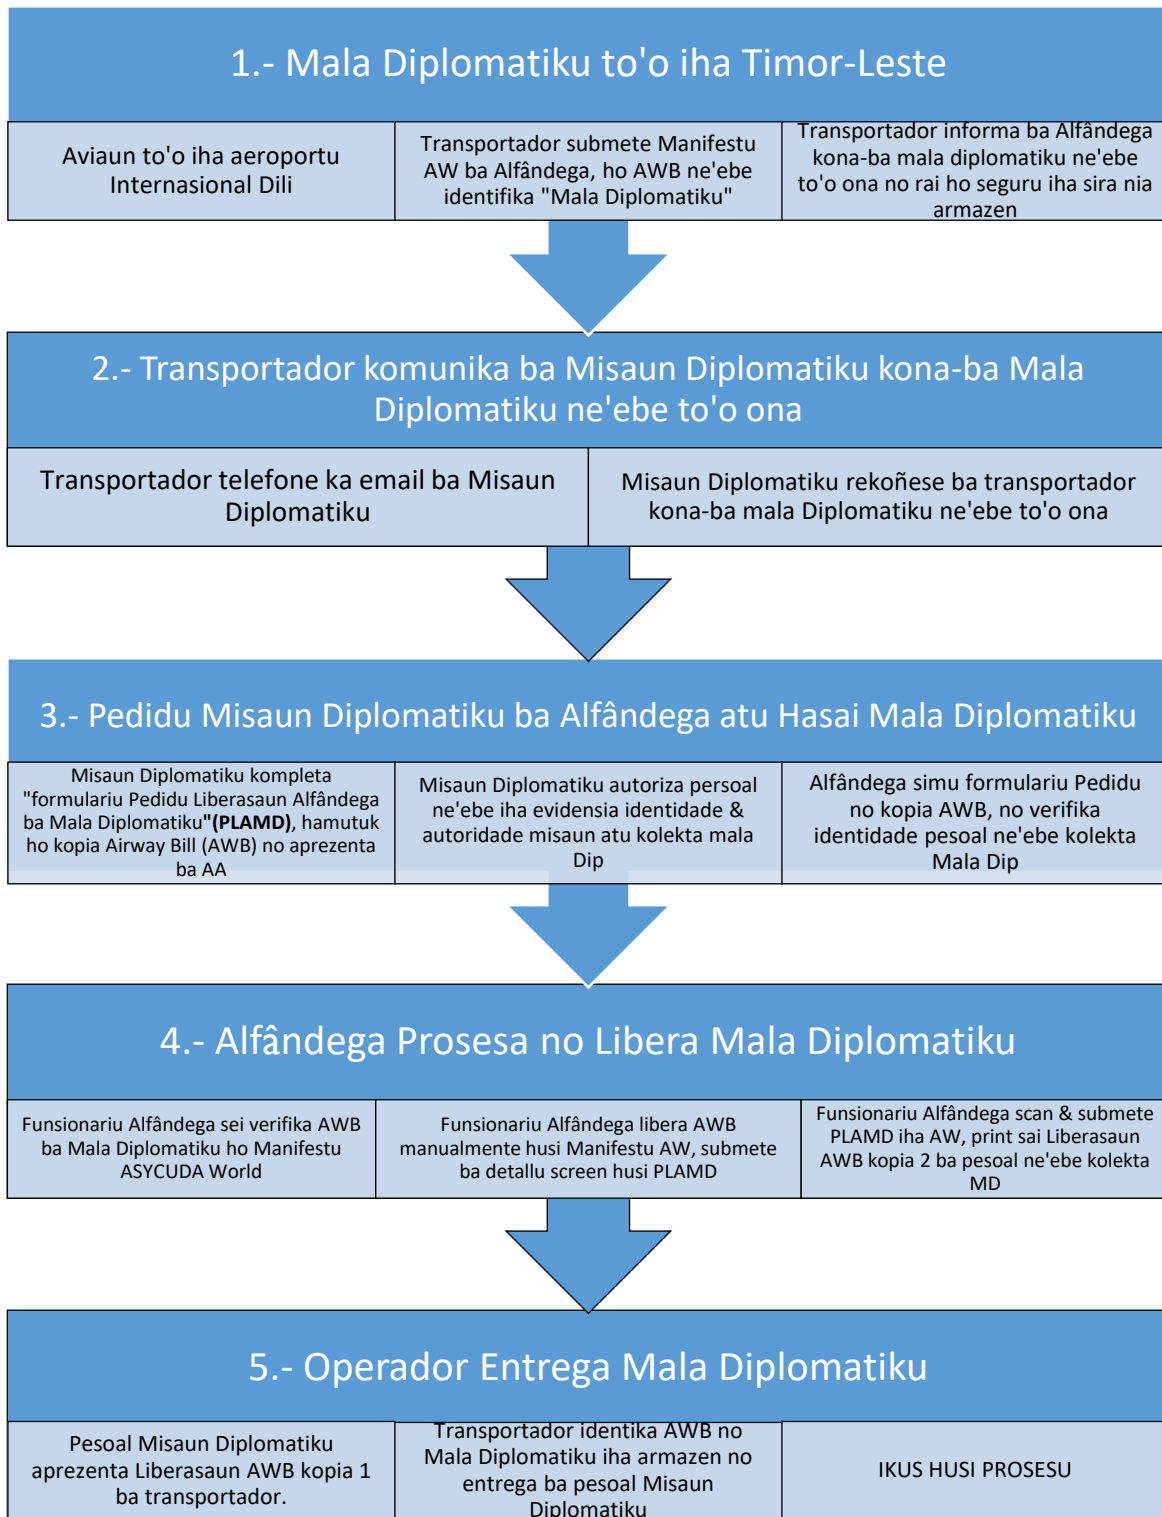 1.- Mala Diplomatiku to'o iha Timor-Leste
Aviaun to'o iha aeroportu
Internasional Dili
Transportador submete Manifestu
AW ba Alfândega, ho AWB ne'ebe
identifika "Mala Diplomatiku"
Transportador informa ba Alfândega
kona-ba mala diplomatiku ne'ebe
to'o ona no rai ho seguru iha sira nia
armazen
2.- Transportador komunika ba Misaun Diplomatiku kona-ba Mala
Diplomatiku ne'ebe to'o ona
Transportador telefone ka email ba Misaun
Diplomatiku
Misaun Diplomatiku rekoñese ba transportador
kona-ba mala Diplomatiku ne'ebe to'o ona
3.- Pedidu Misaun Diplomatiku ba Alfândega atu Hasai Mala Diplomatiku
Misaun Diplomatiku kompleta
"formulariu Pedidu Liberasaun Alfândega
ba Mala Diplomatiku"(PLAMD), hamutuk
ho kopia Airway Bill (AWB) no aprezenta
ba AA
Misaun Diplomatiku autoriza persoal
ne'ebe iha evidensia identidade &
autoridade misaun atu kolekta mala
Dip
Alfândega simu formulariu Pedidu
no kopia AWB, no verifika
identidade pesoal ne'ebe kolekta
Mala Dip
4.- Alfândega Prosesa no Libera Mala Diplomatiku
Funsionariu Alfândega sei verifika AWB
ba Mala Diplomatiku ho Manifestu
ASYCUDA World
Funsionariu Alfândega libera AWB
manualmente husi Manifestu AW, submete
ba detallu screen husi PLAMD
Funsionariu Alfândega scan & submete
PLAMD iha AW, print sai Liberasaun
AWB kopia 2 ba pesoal ne'ebe kolekta
MD
5.- Operador Entrega Mala Diplomatiku
Pesoal Misaun Diplomatiku
aprezenta Liberasaun AWB kopia 1
ba transportador.
Transportador identika AWB no
Mala Diplomatiku iha armazen no
entrega ba pesoal Misaun
Diplomatiku
IKUS HUSI PROSESU